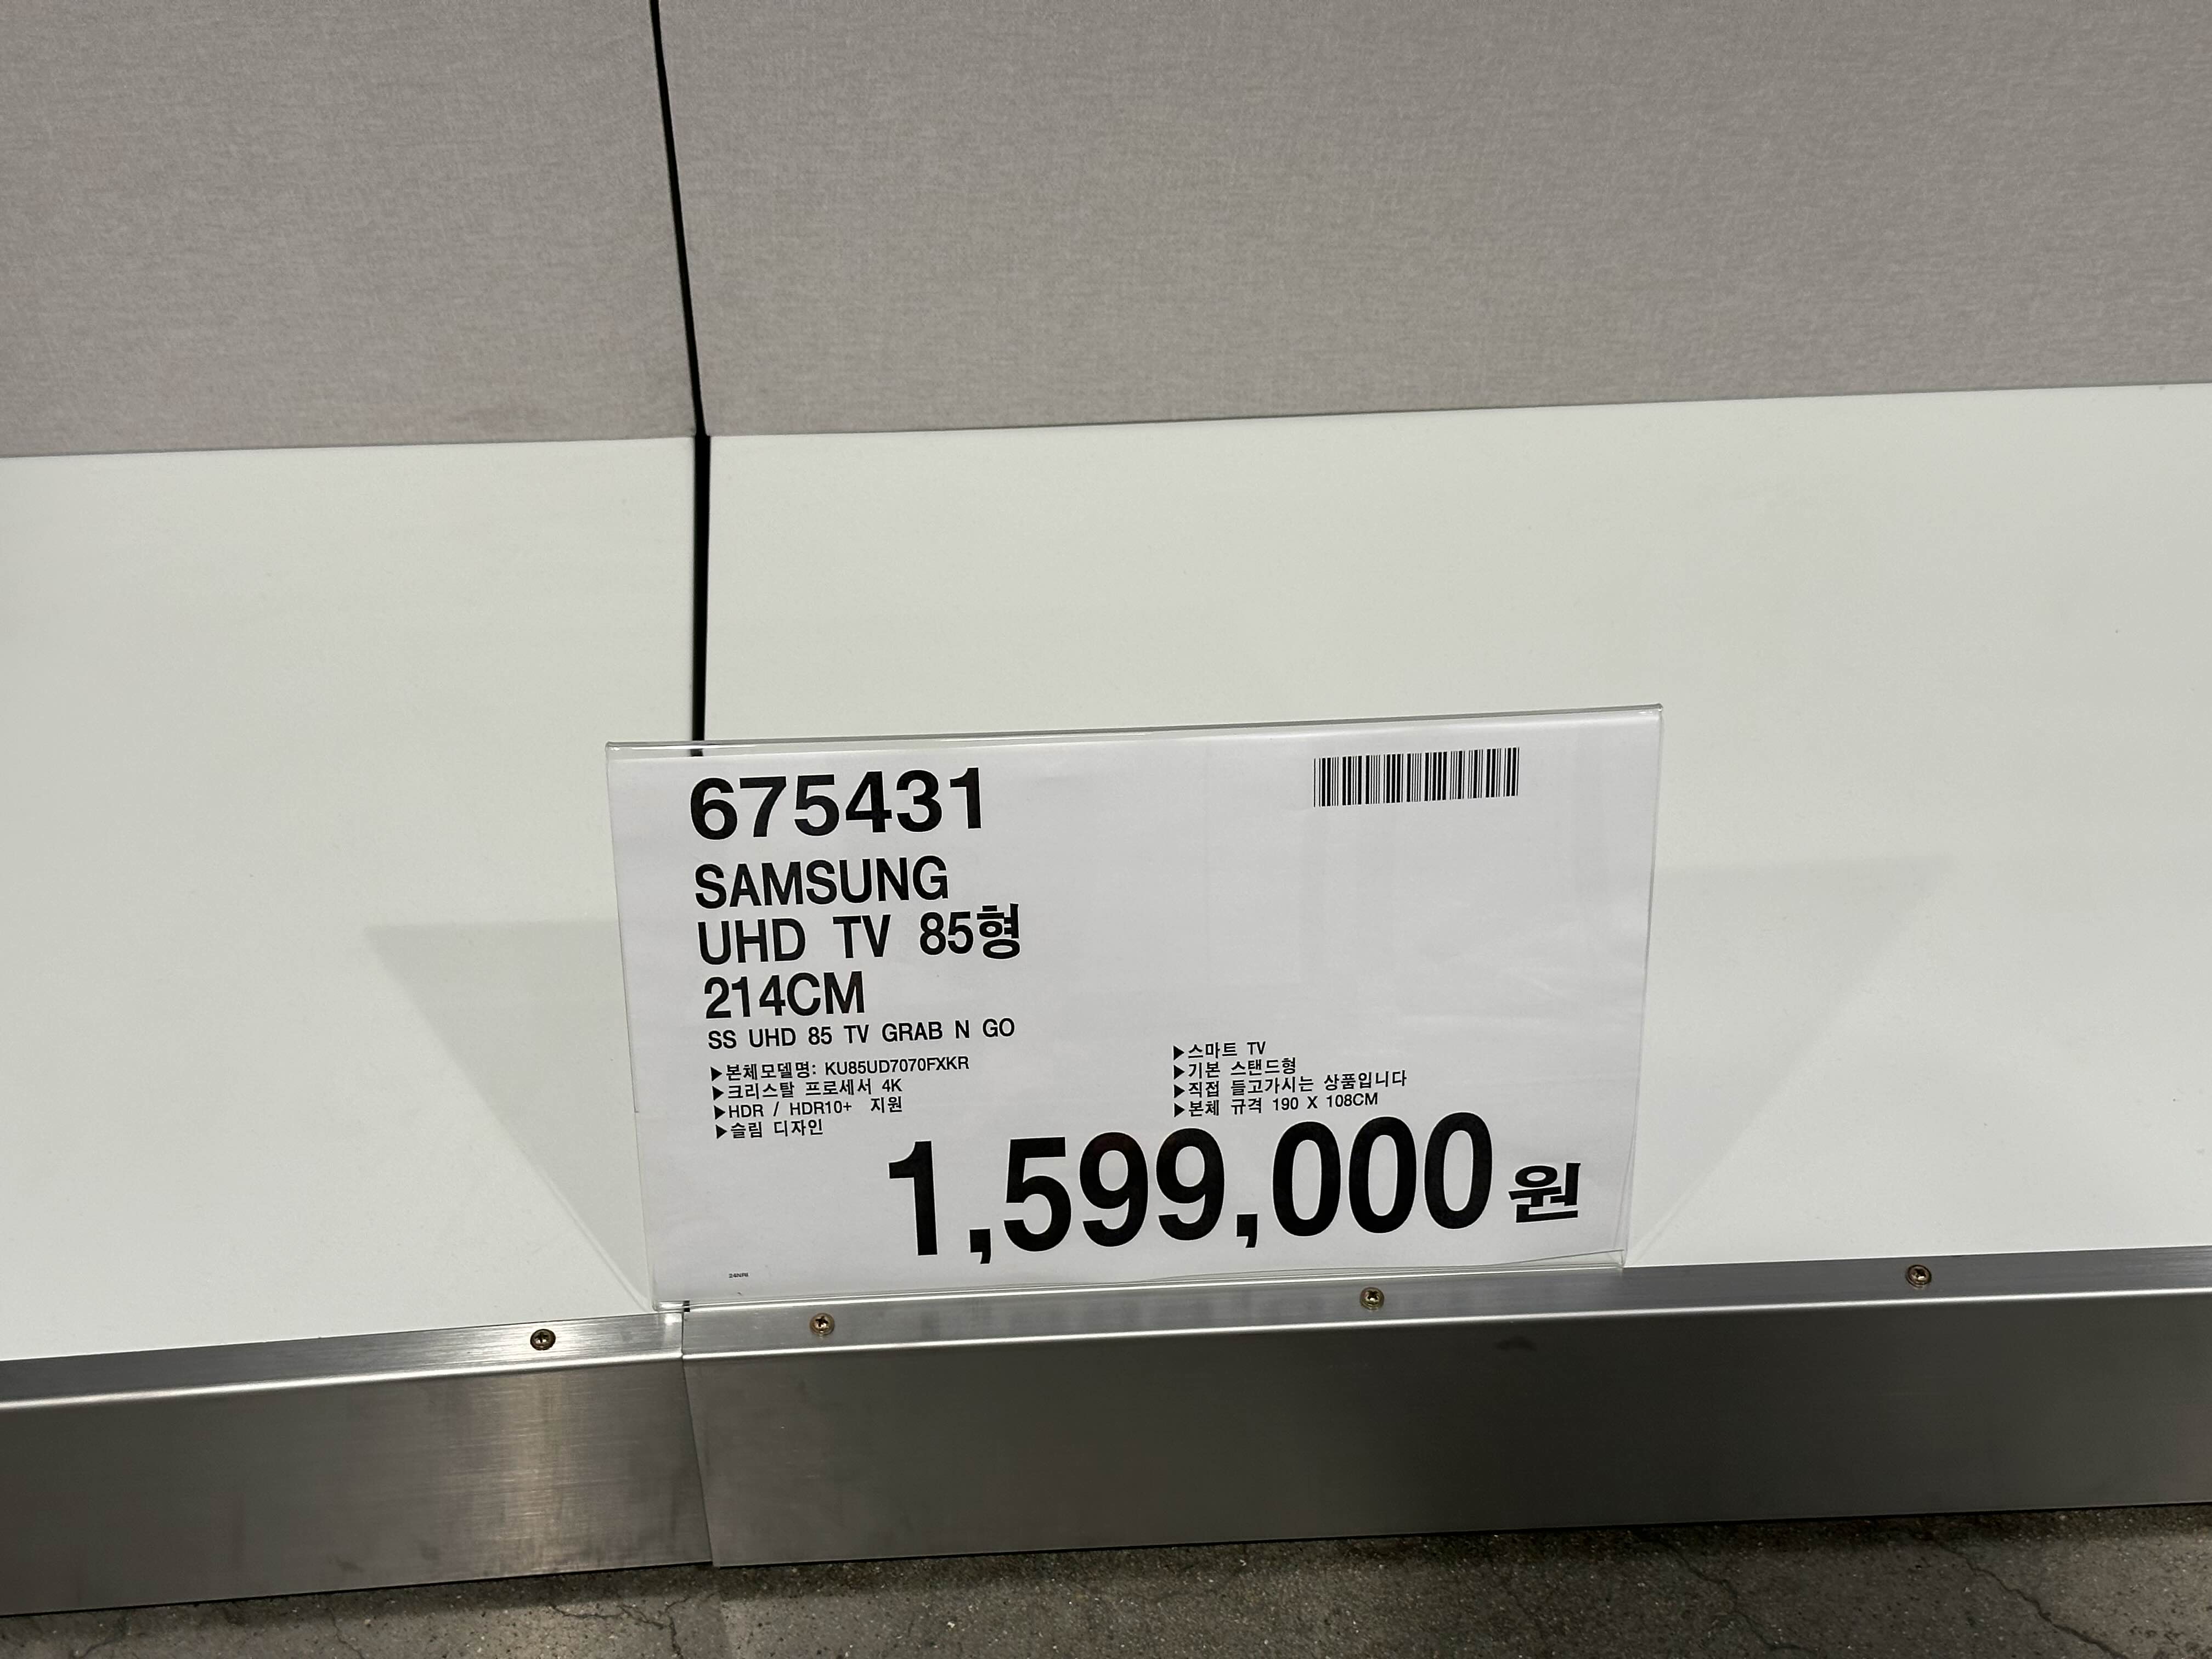 675431
SAMSUNG
UHD TV 85형
214CM
SS UHD 85 TV GRAB N GO
▶본체모델명: KU85UD7070FXKR
▶크리스탈 프로세서 4K
▶HDR / HDR10+ 지원
▶슬림 디자인
▶스마트 TV
▶기본 스탠드형
▶직접 들고가시는 상품입니다
▶본체 규격 190 X 108CM
1,599,000원